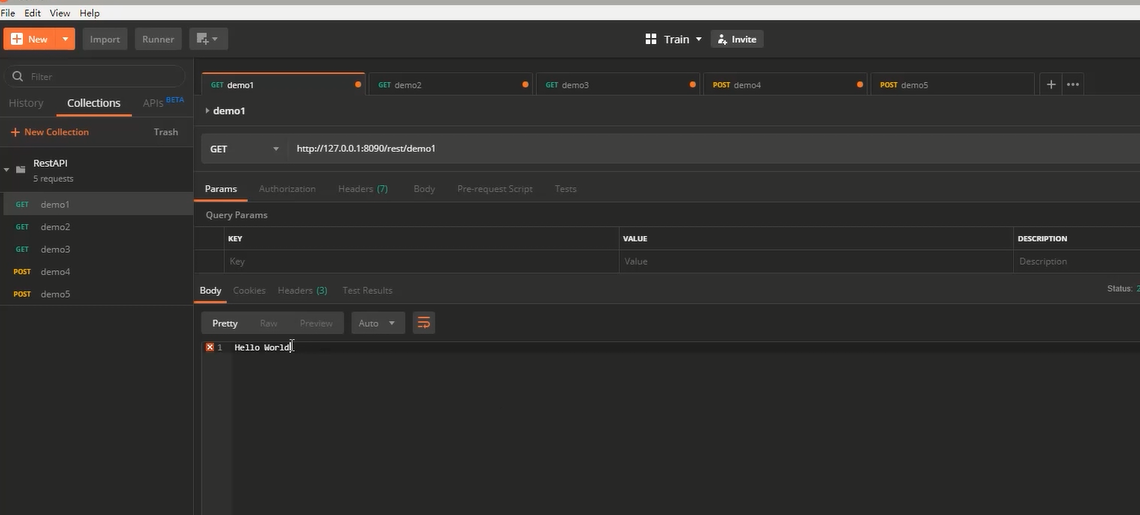 File Edit View Help
New Import Runner Train Invite
Filter
History Collections APIs BETA
New Collection Trash
RestAPI
5 requests
GET demo1
GET demo2
GET demo3
POST demo4
POST demo5
GET demo1 GET demo2 GET demo3 POST demo4 POST demo5
demo1
GET http://127.0.0.1:8090/rest/demo1
Params Authorization Headers (7) Body Pre-request Script Tests
Query Params
KEY VALUE DESCRIPTION
Key Value Description
Body Cookies Headers (3) Test Results Status: 2
Pretty Raw Preview Auto
1 Hello World